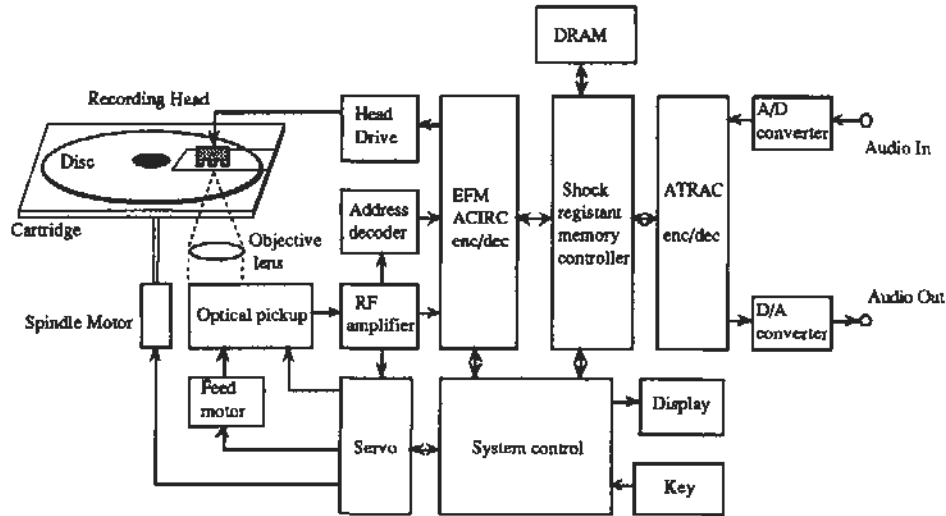 DRAM
Recording Head
Disc
Cartridge
Head
Drive
Address
decoder
Objective
lens
EFM
ACIRC
enc/dec
Shock
registant
memory
controller
ATRAC
enc/dec
A/D
converter
Audio In
Spindle Motor
Optical pickup
RF
amplifier
D/A
converter
Audio Out
Feed
motor
Servo
System control
Display
Key